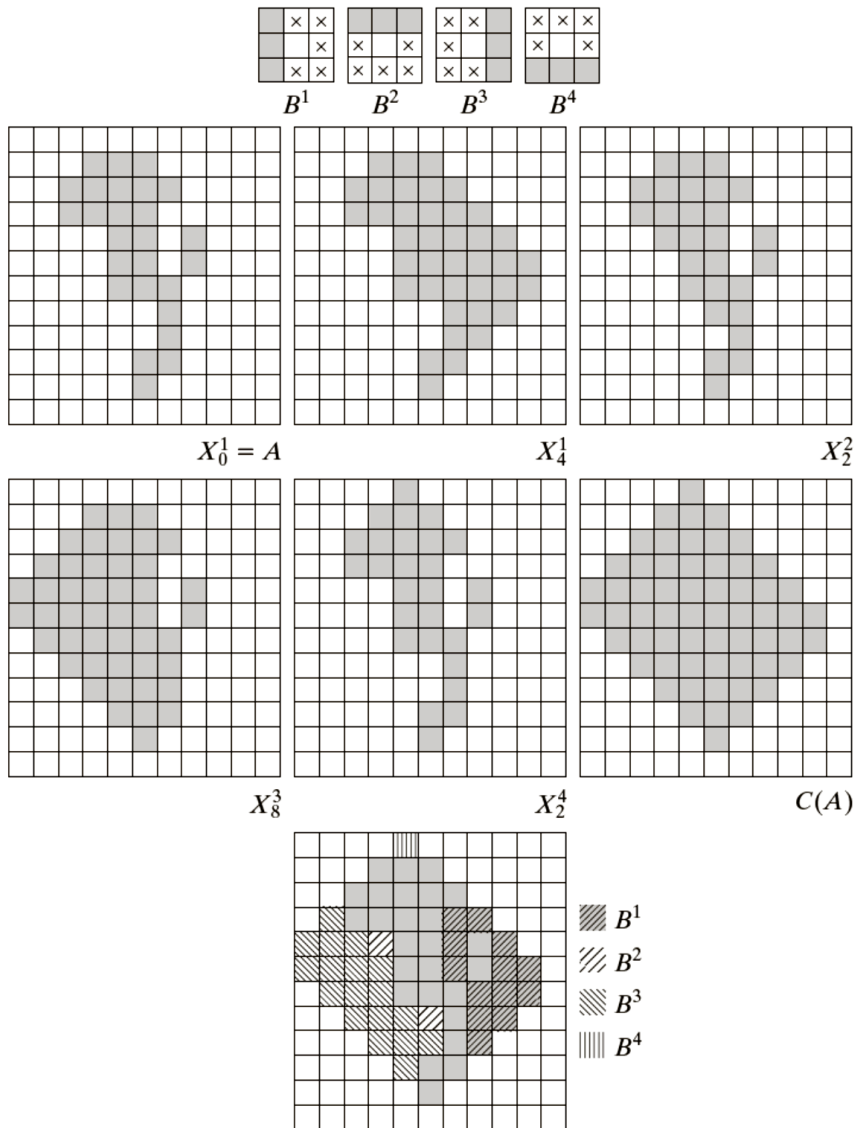 B¹ B² B³ B⁴
X₀¹ = A X₄¹ X₂²
X₈³ X₂⁴ C(A)
B¹
B²
B³
B⁴